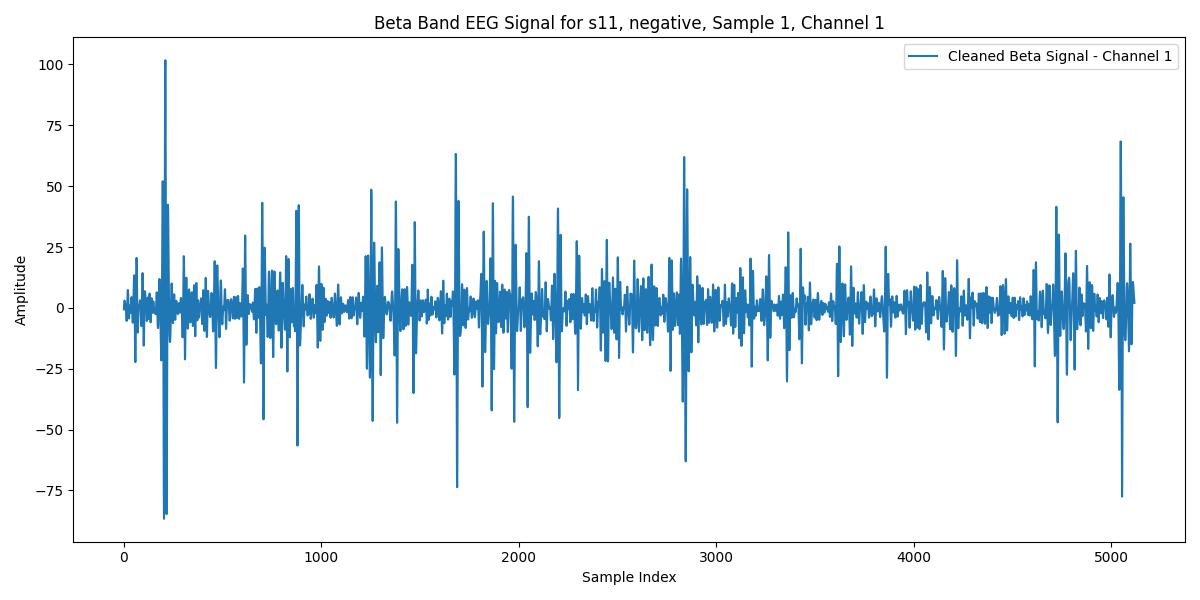 Beta Band EEG Signal for s11, negative, Sample 1, Channel 1
Cleaned Beta Signal - Channel 1
100
75
50
25
0
−25
−50
−75
Amplitude
0 1000 2000 3000 4000 5000
Sample Index